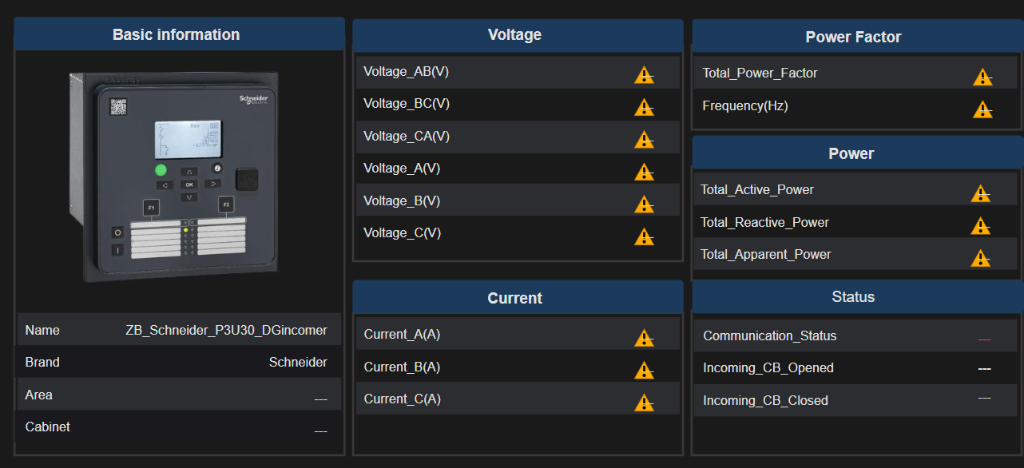 Basic information
Schneider
Electric
OK
F1
F2
Name ZB_Schneider_P3U30_DGincomer
Brand Schneider
Area ---
Cabinet ---
Voltage
Voltage_AB(V)
Voltage_BC(V)
Voltage_CA(V)
Voltage_A(V)
Voltage_B(V)
Voltage_C(V)
Current
Current_A(A)
Current_B(A)
Current_C(A)
Power Factor
Total_Power_Factor
Frequency(Hz)
Power
Total_Active_Power
Total_Reactive_Power
Total_Apparent_Power
Status
Communication_Status ---
Incoming_CB_Opened ---
Incoming_CB_Closed ---